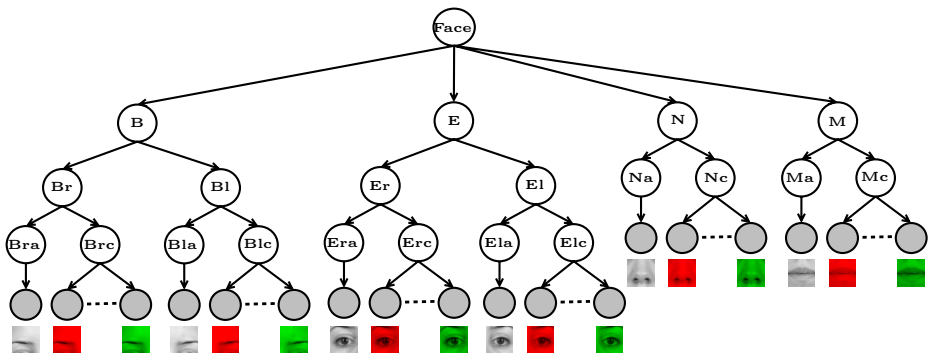 Face
B E N M
Br Bl Er El Na Nc Ma Mc
Bra Brc Bla Blc Era Erc Ela Elc